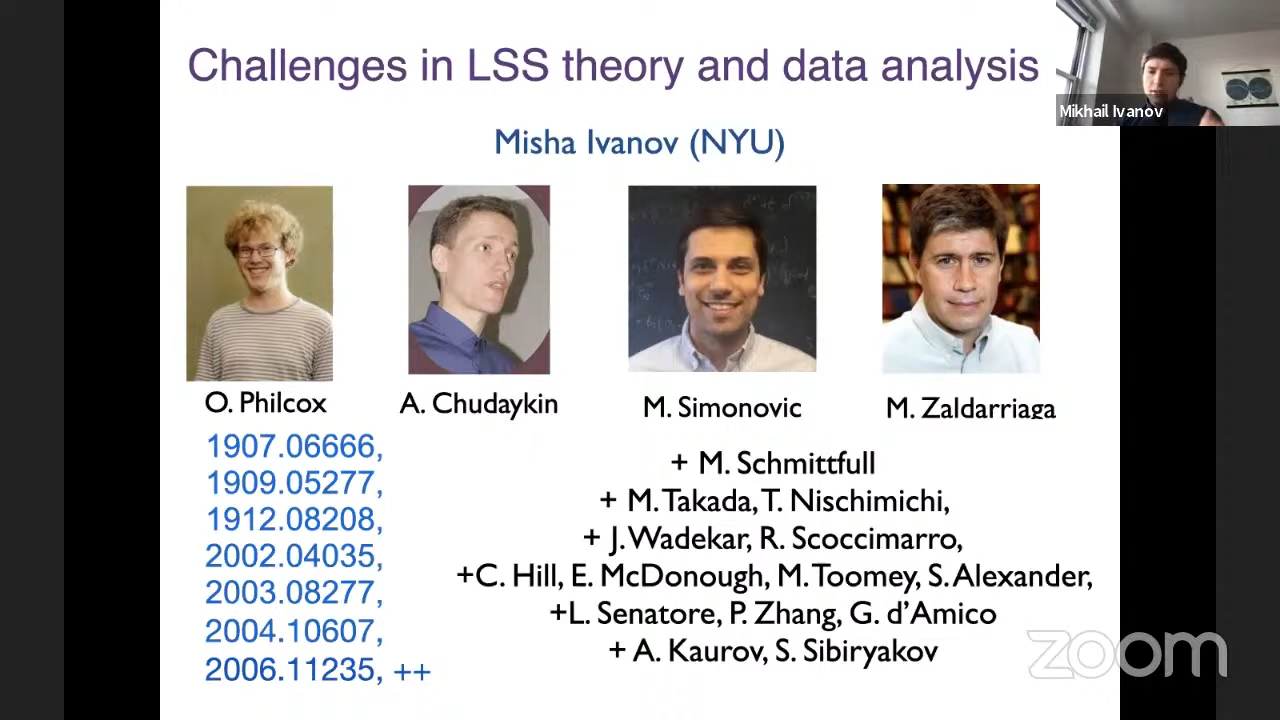 Challenges in LSS theory and data analysis
Mikhail Ivanov
Misha Ivanov (NYU)
O. Philcox
A. Chudaykin
M. Simonovic
M. Zaldarriaga
1907.06666,
1909.05277,
1912.08208,
2002.04035,
2003.08277,
2004.10607,
2006.11235, ++
+ M. Schmittfull
+ M. Takada, T. Nischimichi,
+ J. Wadekar, R. Scoccimarro,
+C. Hill, E. McDonough, M. Toomey, S. Alexander,
+L. Senatore, P. Zhang, G. d'Amico
+ A. Kaurov, S. Sibiryakov
zoom